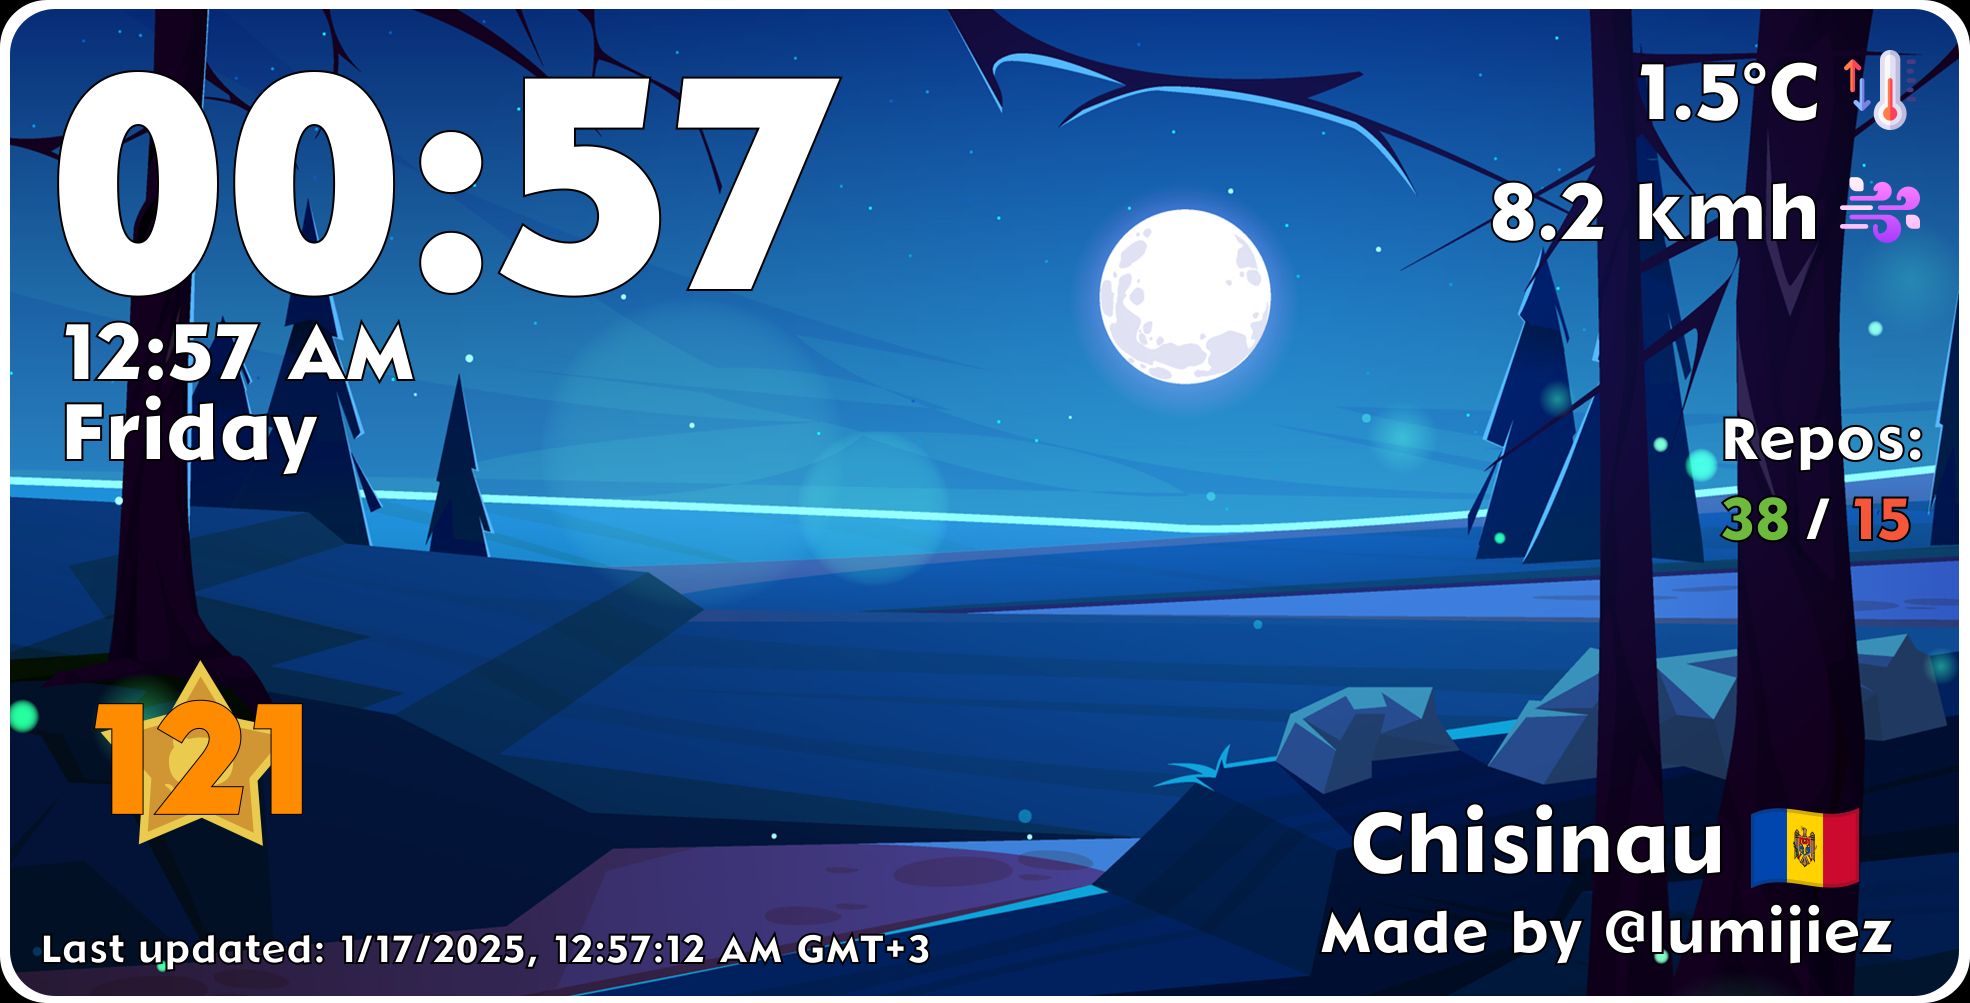 00:57
12:57 AM
Friday
1.5°C
8.2 kmh
Repos:
38 / 15
121
Chisinau
Made by @lumijiez
Last updated: 1/17/2025, 12:57:12 AM GMT+3